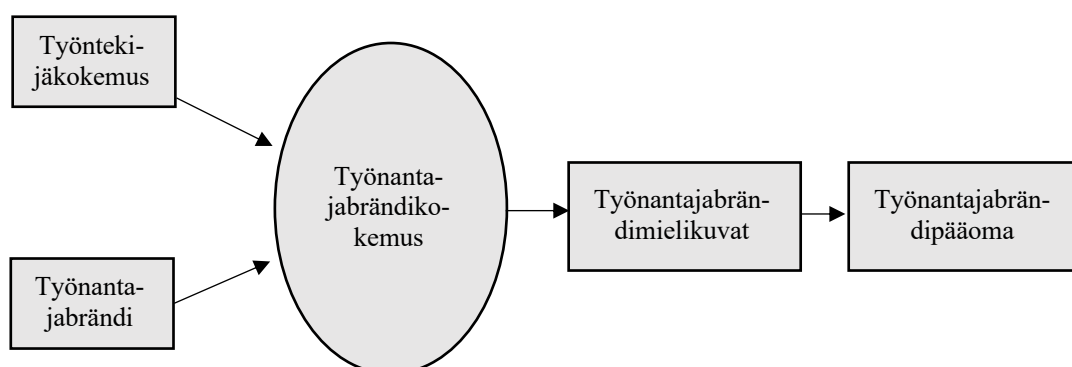 Työnteki-
jäkokemus
Työnanta-
jabrändi
Työnanta-
jabrändiko-
kemus
Työnantajabrän-
dimielikuvat
Työnantajabrän-
dipääoma